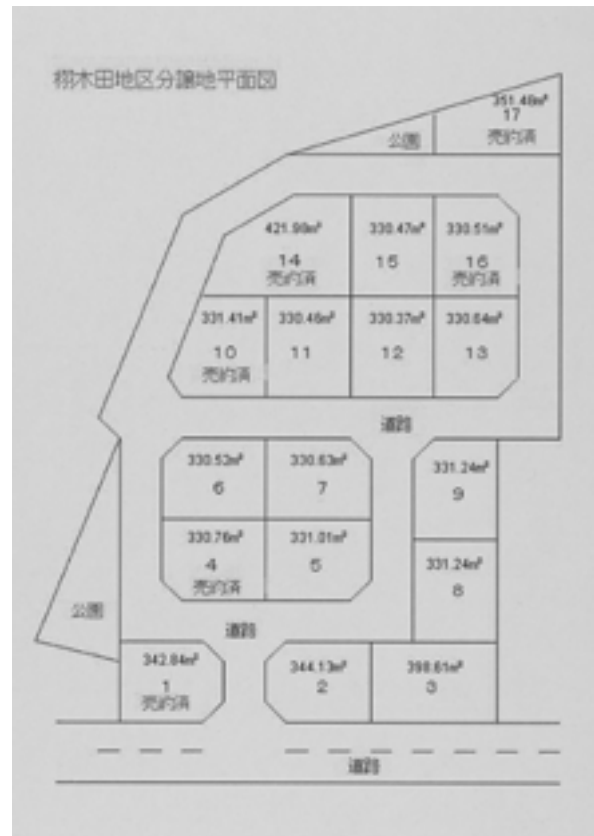 栩木田地区分譲地平面図
351.48m²
17
売約済
公園
421.98m²
14
売約済
330.47m²
15
330.51m²
16
売約済
331.41m²
10
売約済
330.46m²
11
330.37m²
12
330.64m²
13
道路
330.52m²
6
330.63m²
7
331.24m²
9
330.76m²
4
売約済
331.01m²
5
331.24m²
8
公園
道路
342.84m²
1
売約済
344.13m²
2
398.61m²
3
道路